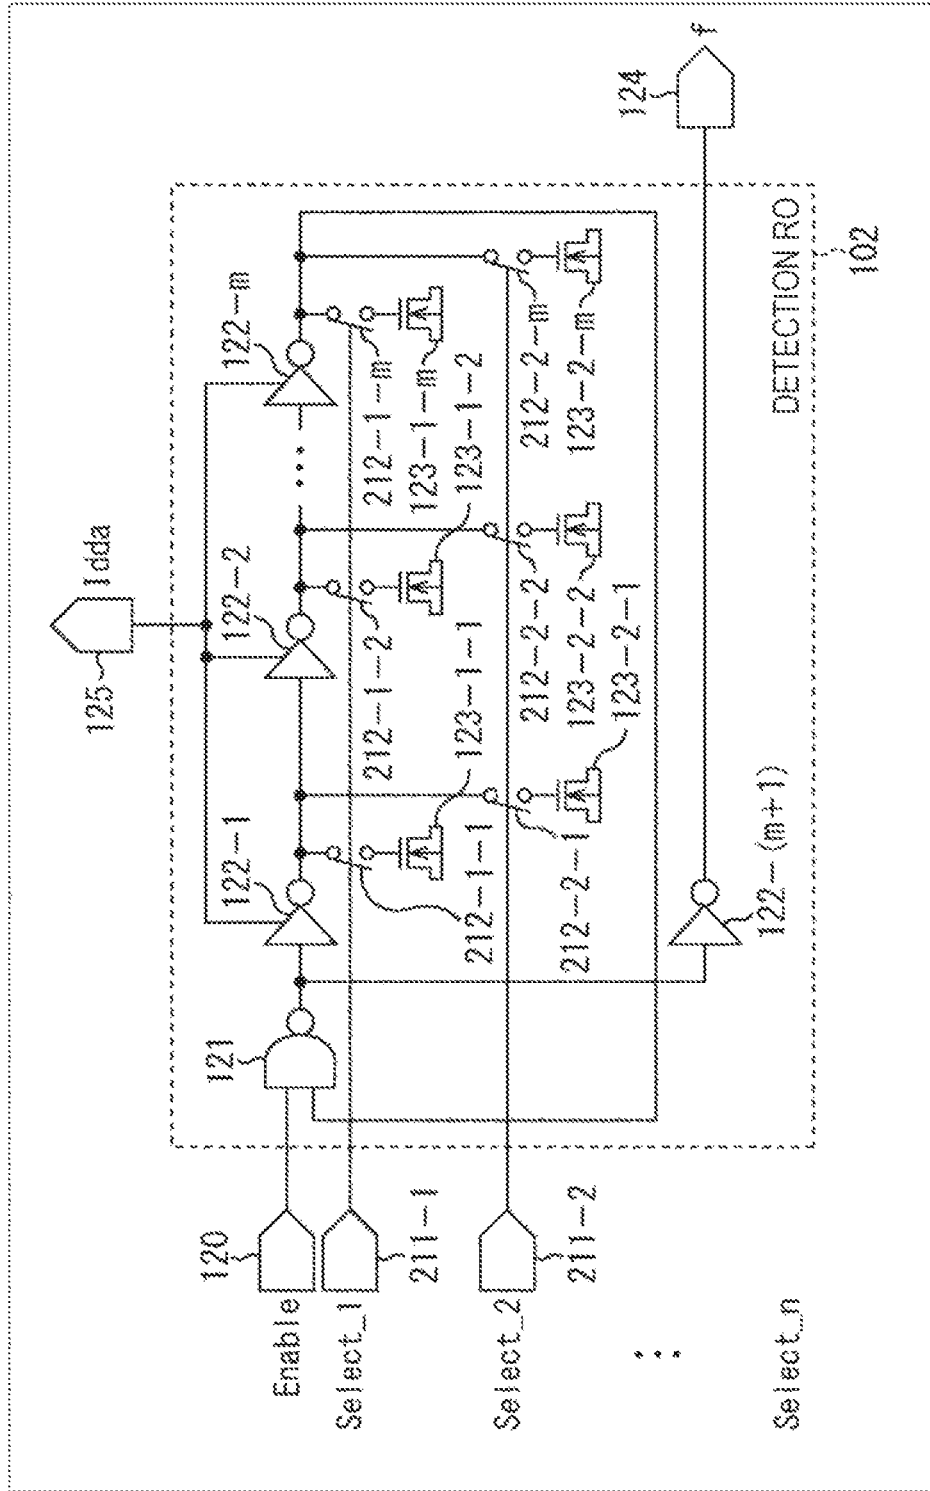 125
Idda
122-1
122-2
122-m
121
120
Enable
Select_1
211-1
212-1-1
123-1-1
212-1-2
123-1-2
212-1-m
123-1-m
Select_2
211-2
212-2-1
123-2-1
212-2-2
123-2-2
212-2-m
123-2-m
⋮
Select_n
122-(m+1)
124
f
DETECTION RO
102